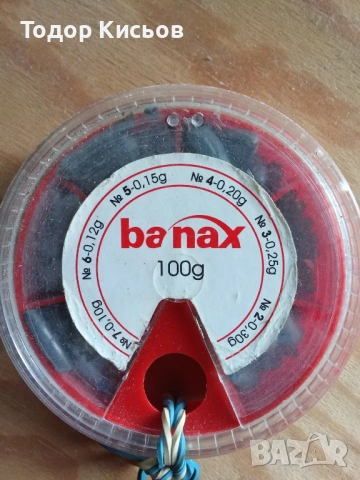 Тодор Кисьов
№ 7-0,10g
№ 6-0,12g
№ 5-0,15g
№ 4-0,20g
№ 3-0,25g
№ 2-0,30g
banax
100g
BAZAR